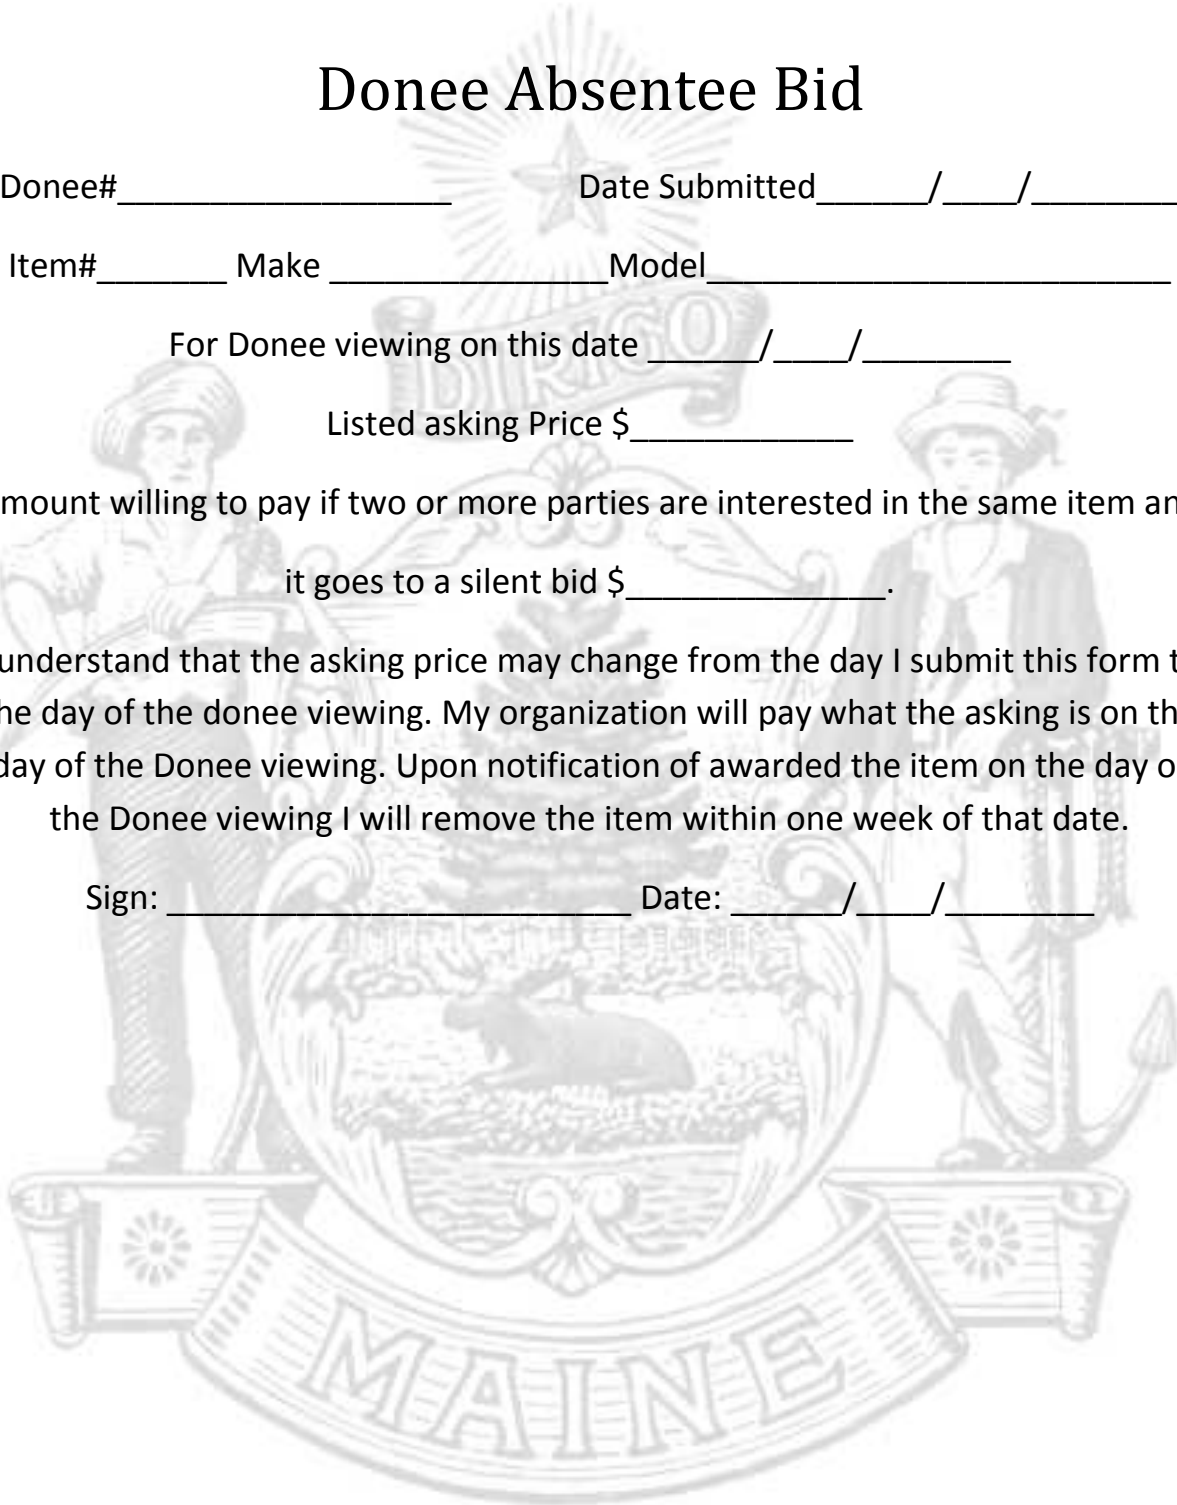 Donee Absentee Bid
Donee#__________________ Date Submitted______/____/________
Item#_______ Make _______________Model_________________________
For Donee viewing on this date ______/____/________
Listed asking Price $____________
mount willing to pay if two or more parties are interested in the same item an
it goes to a silent bid $______________.
understand that the asking price may change from the day I submit this form t
he day of the donee viewing. My organization will pay what the asking is on th
day of the Donee viewing. Upon notification of awarded the item on the day o
the Donee viewing I will remove the item within one week of that date.
Sign: _________________________ Date: ______/____/________
DIRIGO
MAINE